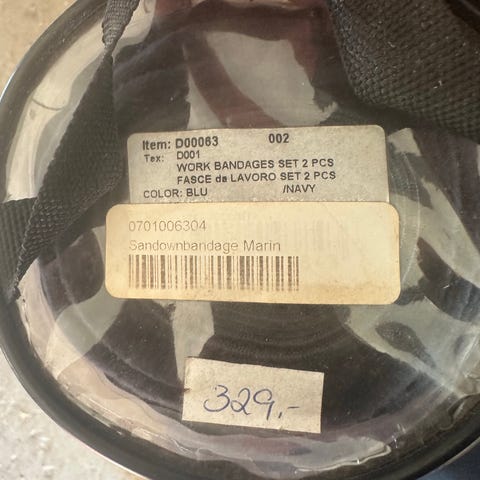 Item: D00063 002
Tex: D001
WORK BANDAGES SET 2 PCS
FASCE da LAVORO SET 2 PCS
COLOR: BLU /NAVY
0701006304
Sandownbandage Marin
329,-